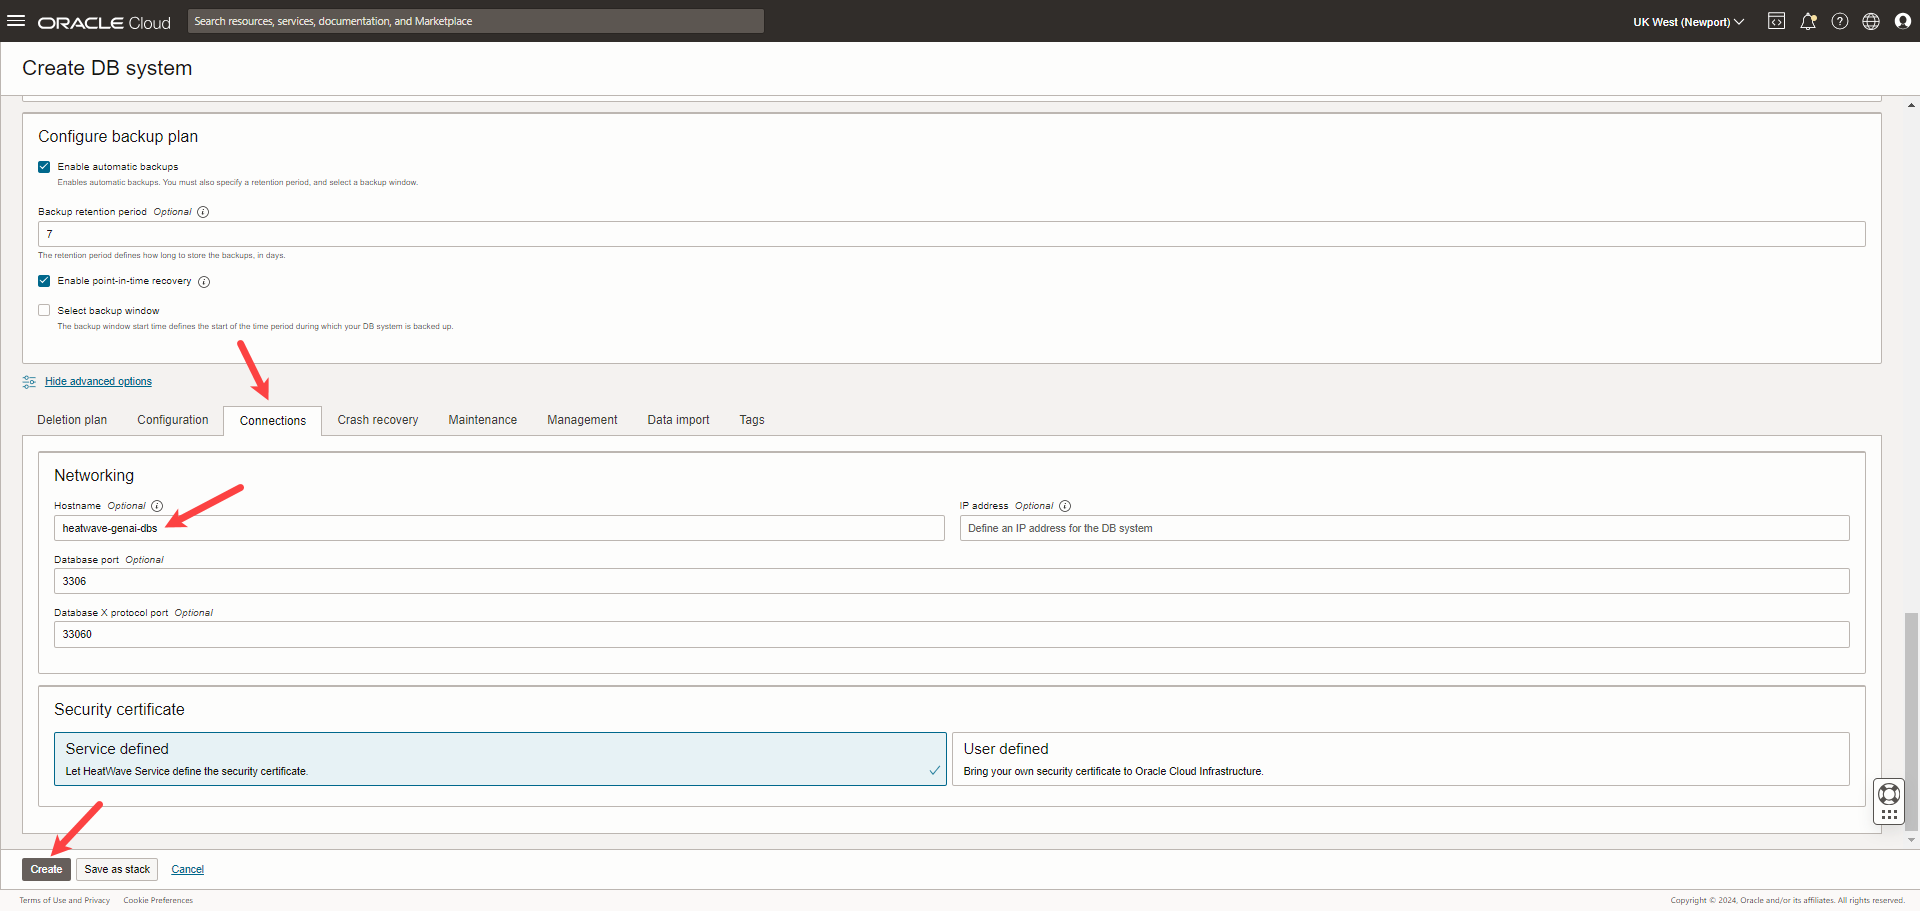 ORACLE Cloud
Search resources, services, documentation, and Marketplace
UK West (Newport)
Create DB system
Configure backup plan
Enable automatic backups
Enables automatic backups. You must also specify a retention period, and select a backup window.
Backup retention period Optional
7
The retention period defines how long to store the backups, in days.
Enable point-in-time recovery
Select backup window
The backup window start time defines the start of the time period during which your DB system is backed up.
Hide advanced options
Deletion plan Configuration Connections Crash recovery Maintenance Management Data import Tags
Networking
Hostname Optional
heatwave-genai-dbs
IP address Optional
Define an IP address for the DB system
Database port Optional
3306
Database X protocol port Optional
33060
Security certificate
Service defined
Let HeatWave Service define the security certificate.
User defined
Bring your own security certificate to Oracle Cloud Infrastructure.
Create Save as stack Cancel
Terms of Use and Privacy Cookie Preferences
Copyright © 2024, Oracle and/or its affiliates. All rights reserved.